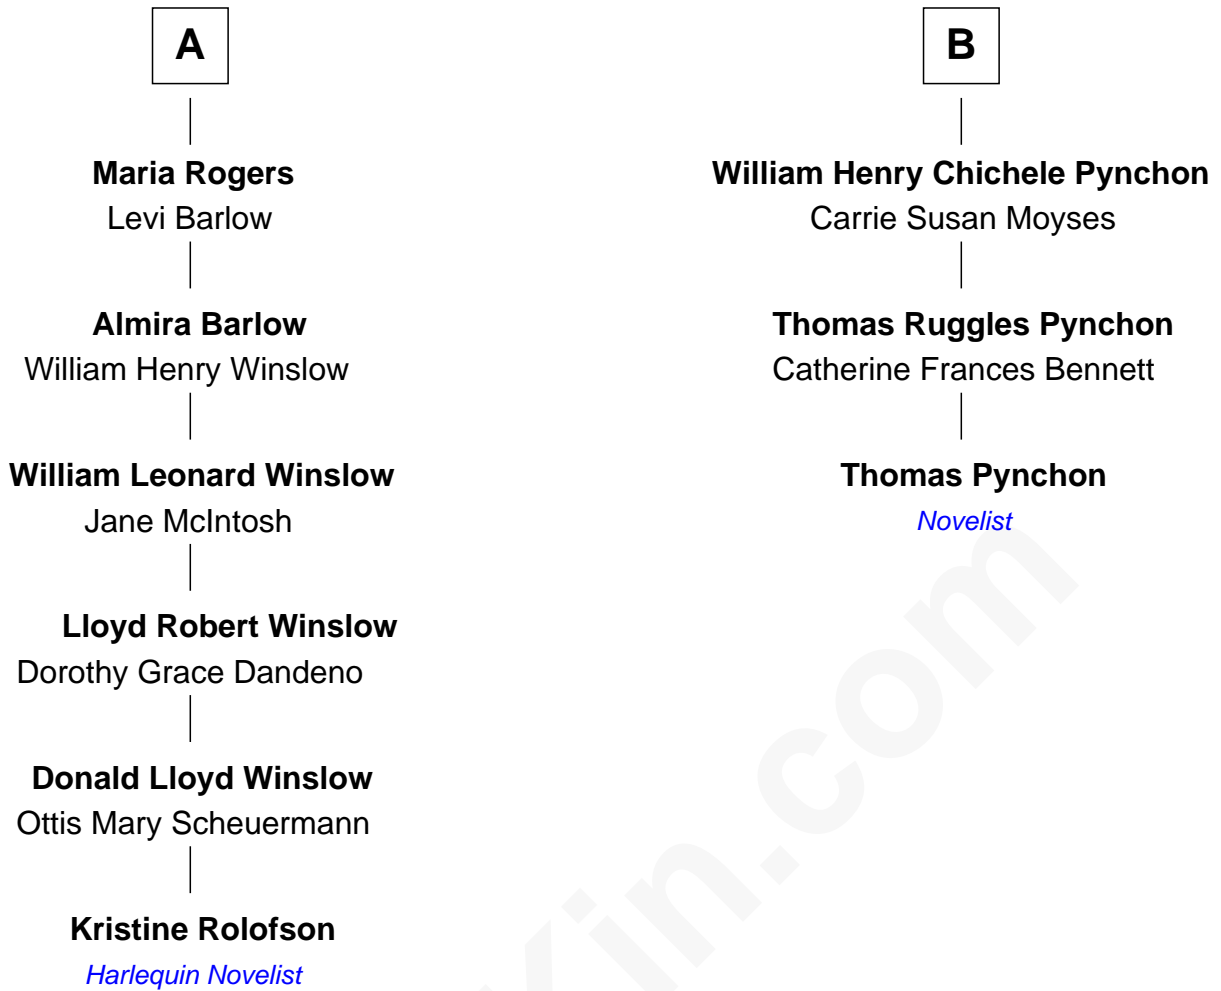 A
Maria Rogers
Levi Barlow
Almira Barlow
William Henry Winslow
William Leonard Winslow
Jane McIntosh
Lloyd Robert Winslow
Dorothy Grace Dandeno
Donald Lloyd Winslow
Ottis Mary Scheuermann
Kristine Rolofson
Harlequin Novelist
B
William Henry Chichele Pynchon
Carrie Susan Moyses
Thomas Ruggles Pynchon
Catherine Frances Bennett
Thomas Pynchon
Novelist
Kin.com